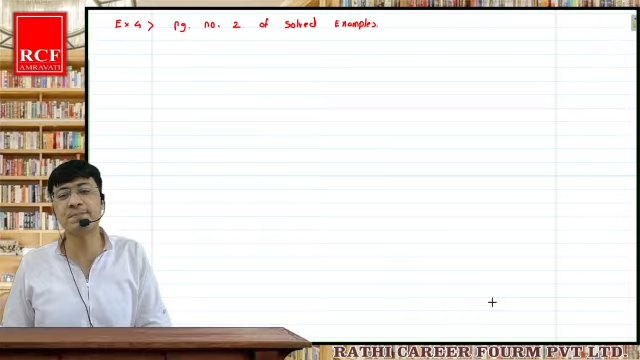 RCF
AMRAVATI
Ex 4 > Pg. no. 2 of Solved Examples.
RATHI CAREER FOURM PVT LTD.